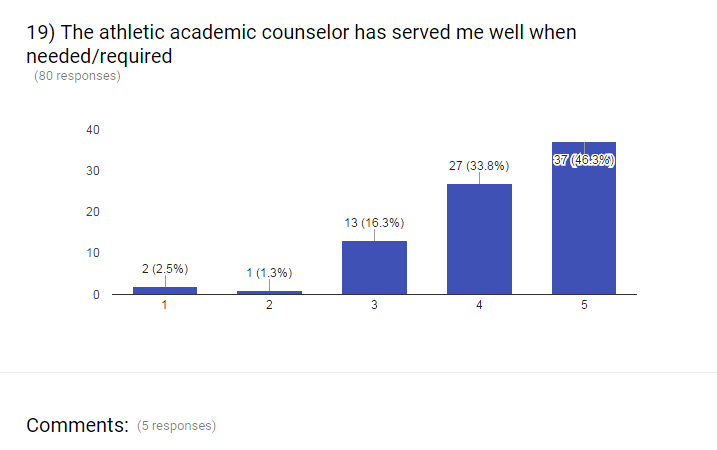 19) The athletic academic counselor has served me well when
needed/required
(80 responses)
40
30
20
10
0
2 (2.5%)
1 (1.3%)
13 (16.3%)
27 (33.8%)
37 (46.3%)
1 2 3 4 5
Comments: (5 responses)